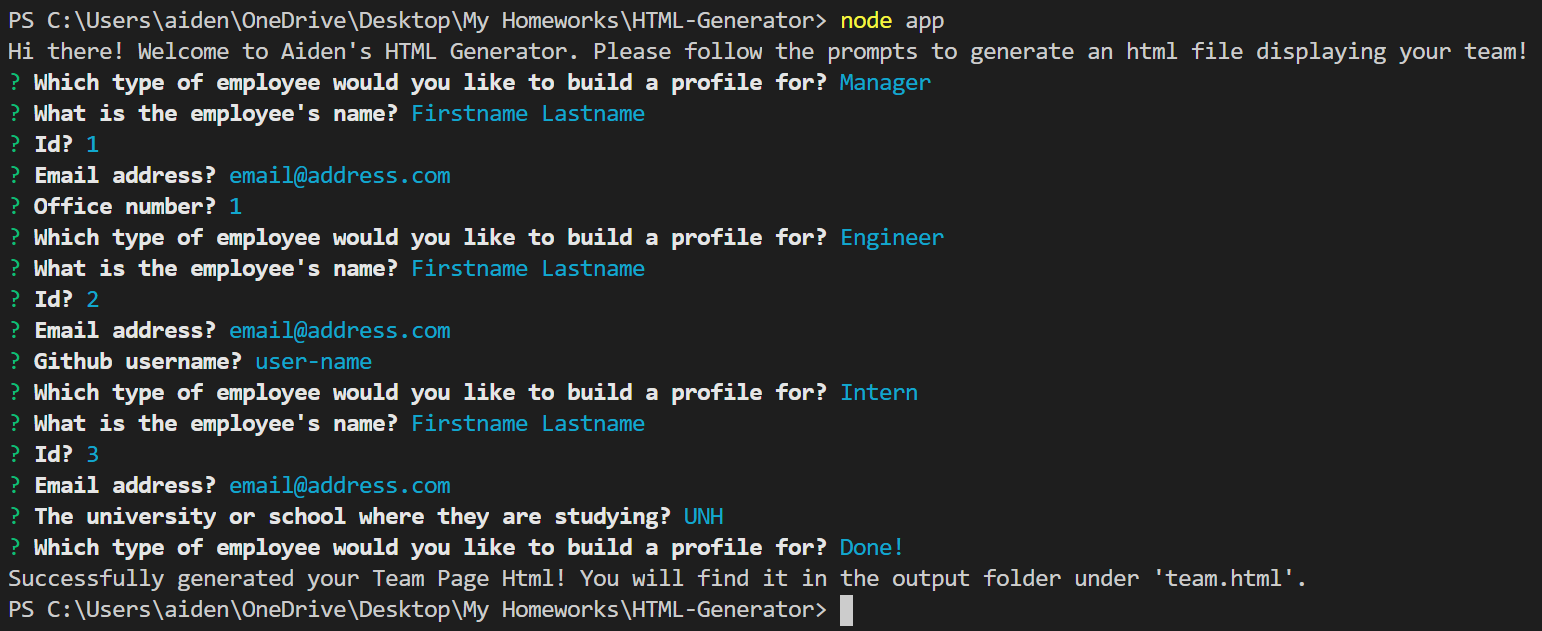 PS C:\Users\aiden\OneDrive\Desktop\My Homeworks\HTML-Generator> node app
Hi there! Welcome to Aiden's HTML Generator. Please follow the prompts to generate an html file displaying your team!
? Which type of employee would you like to build a profile for? Manager
? What is the employee's name? Firstname Lastname
? Id? 1
? Email address? email@address.com
? Office number? 1
? Which type of employee would you like to build a profile for? Engineer
? What is the employee's name? Firstname Lastname
? Id? 2
? Email address? email@address.com
? Github username? user-name
? Which type of employee would you like to build a profile for? Intern
? What is the employee's name? Firstname Lastname
? Id? 3
? Email address? email@address.com
? The university or school where they are studying? UNH
? Which type of employee would you like to build a profile for? Done!
Successfully generated your Team Page Html! You will find it in the output folder under 'team.html'.
PS C:\Users\aiden\OneDrive\Desktop\My Homeworks\HTML-Generator>